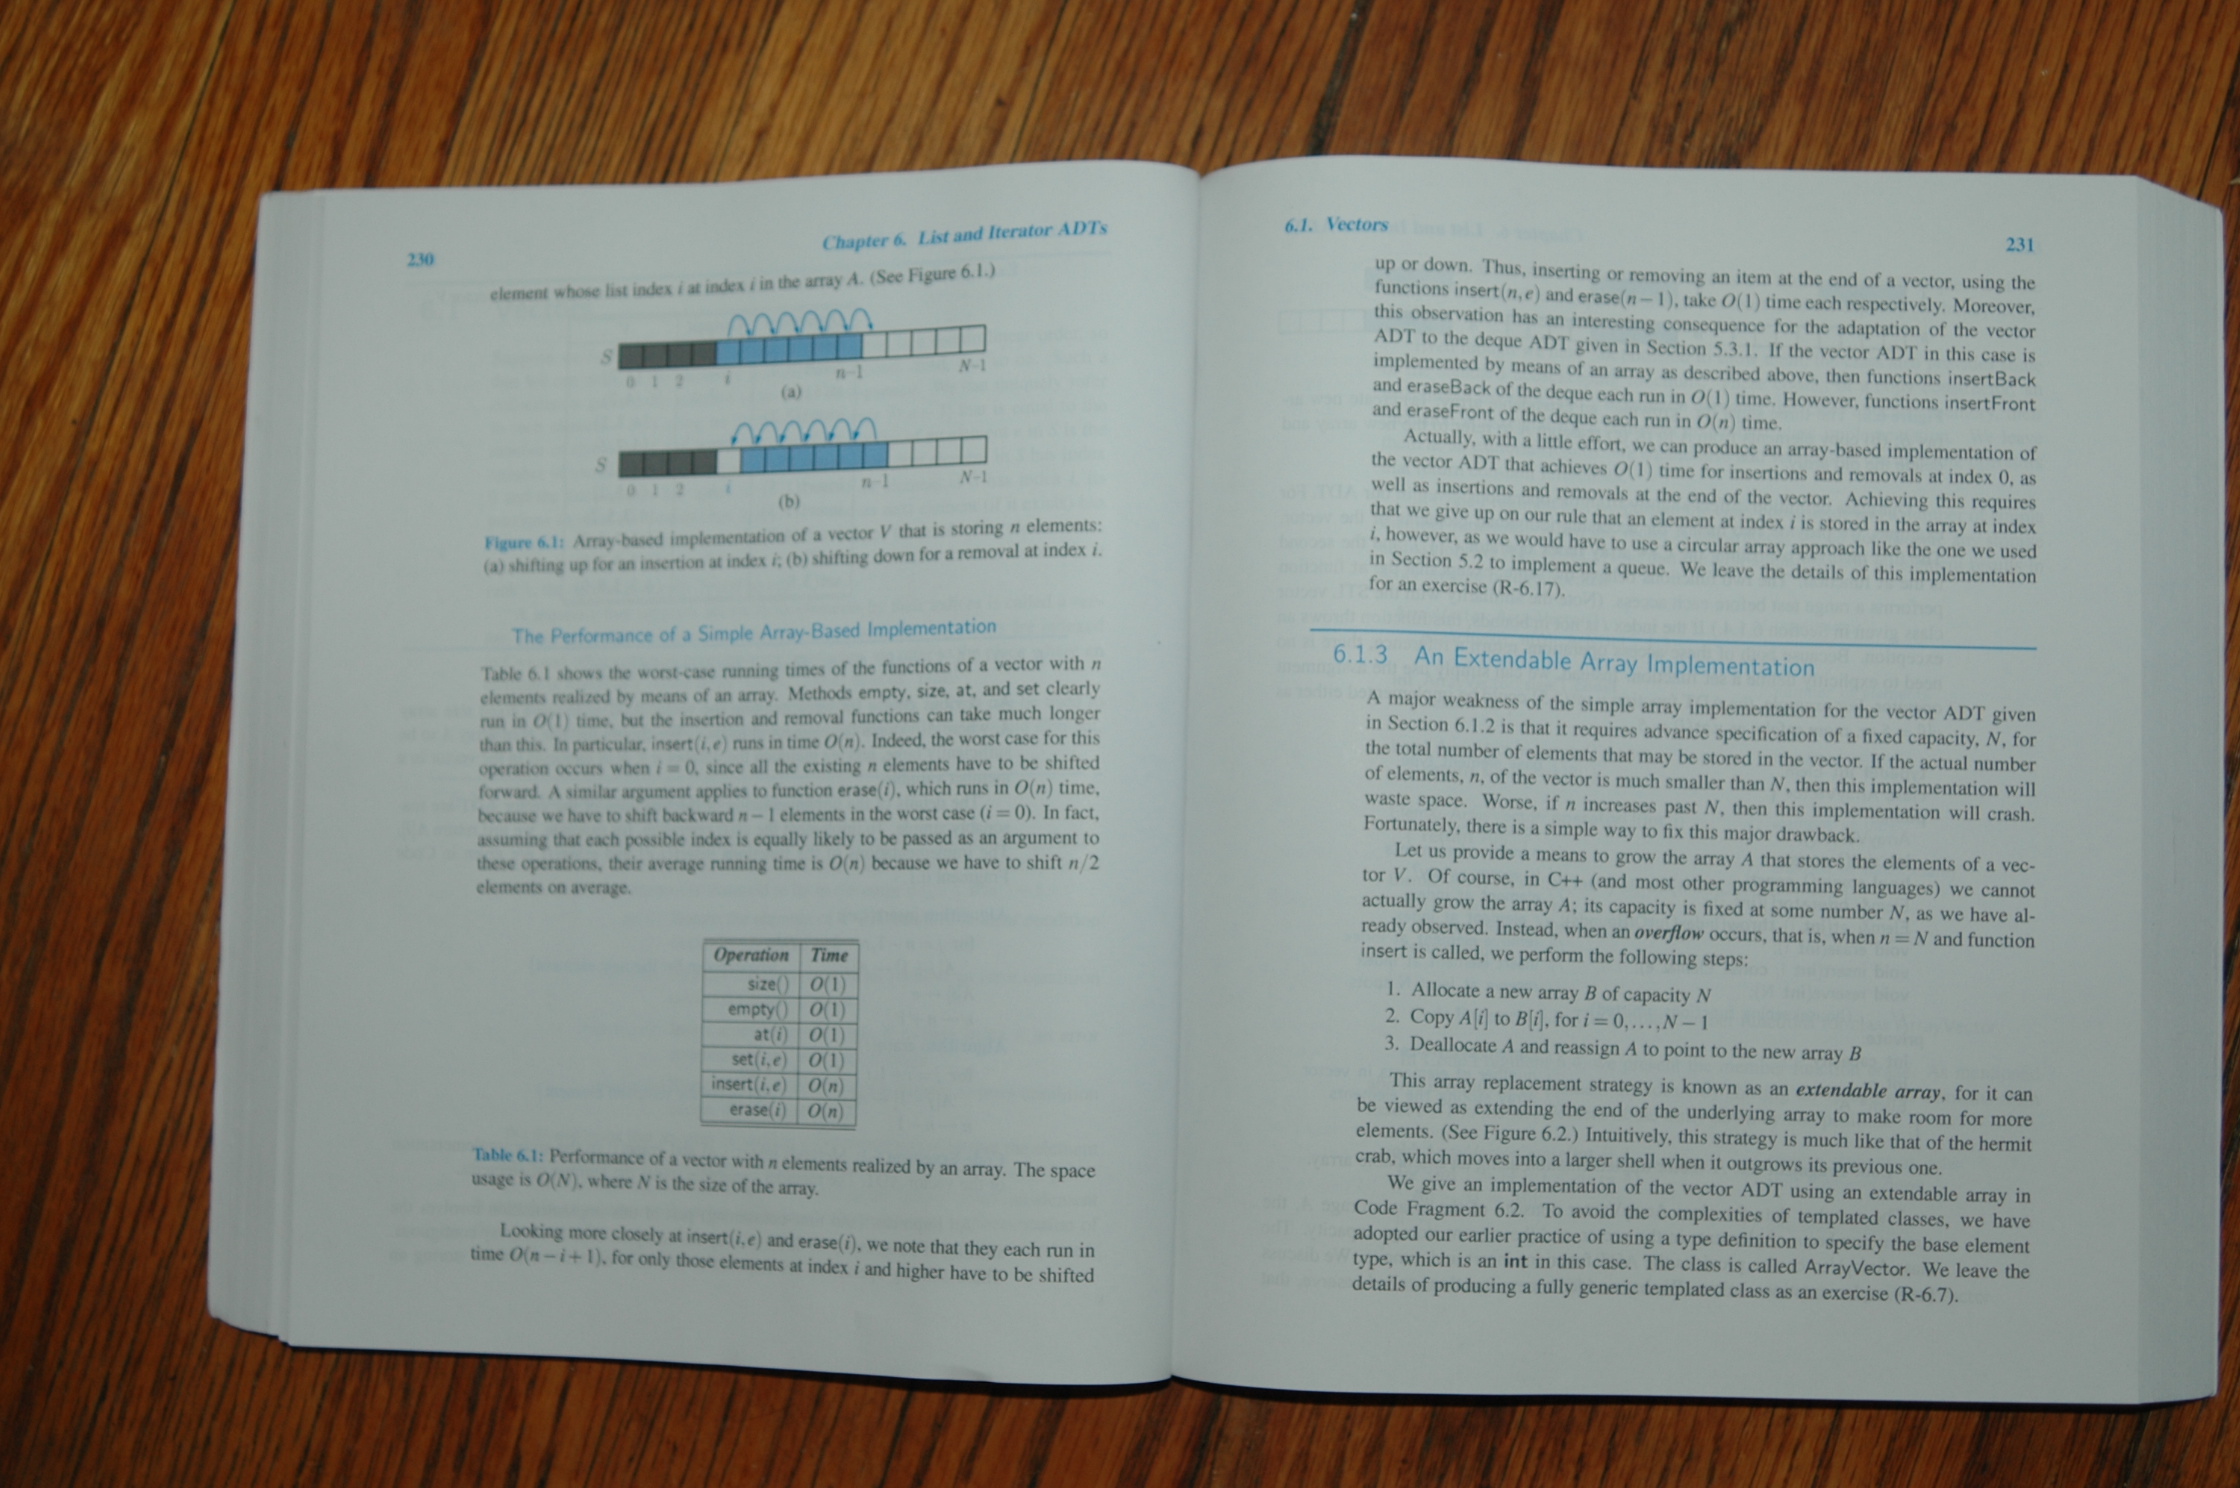 230
Chapter 6. List and Iterator ADTs
element whose list index i is at index i in the array A. (See Figure 6.1.)
S
0 1 2 i n−1 N−1
(a)
S
0 1 2 i n−1 N−1
(b)
Figure 6.1: Array-based implementation of a vector V that is storing n elements:
(a) shifting up for an insertion at index i; (b) shifting down for a removal at index i.
The Performance of a Simple Array-Based Implementation
Table 6.1 shows the worst-case running times of the functions of a vector with n
elements realized by means of an array. Methods empty, size, at, and set clearly
run in O(1) time, but the insertion and removal functions can take much longer
than this. In particular, insert(i,e) runs in time O(n). Indeed, the worst case for this
operation occurs when i = 0, since all the existing n elements have to be shifted
forward. A similar argument applies to function erase(i), which runs in O(n) time,
because we have to shift backward n − 1 elements in the worst case (i = 0). In fact,
assuming that each possible index is equally likely to be passed as an argument to
these operations, their average running time is O(n) because we have to shift n/2
elements on average.
Operation Time
size() O(1)
empty() O(1)
at(i) O(1)
set(i,e) O(1)
insert(i,e) O(n)
erase(i) O(n)
Table 6.1: Performance of a vector with n elements realized by an array. The space
usage is O(N), where N is the size of the array.
Looking more closely at insert(i,e) and erase(i), we note that they each run in
time O(n − i + 1), for only those elements at index i and higher have to be shifted
6.1. Vectors
231
up or down. Thus, inserting or removing an item at the end of a vector, using the
functions insert(n,e) and erase(n − 1), take O(1) time each respectively. Moreover,
this observation has an interesting consequence for the adaptation of the vector
ADT to the deque ADT given in Section 5.3.1. If the vector ADT in this case is
implemented by means of an array as described above, then functions insertBack
and eraseBack of the deque each run in O(1) time. However, functions insertFront
and eraseFront of the deque each run in O(n) time.
Actually, with a little effort, we can produce an array-based implementation of
the vector ADT that achieves O(1) time for insertions and removals at index 0, as
well as insertions and removals at the end of the vector. Achieving this requires
that we give up on our rule that an element at index i is stored in the array at index
i, however, as we would have to use a circular array approach like the one we used
in Section 5.2 to implement a queue. We leave the details of this implementation
for an exercise (R-6.17).
6.1.3 An Extendable Array Implementation
A major weakness of the simple array implementation for the vector ADT given
in Section 6.1.2 is that it requires advance specification of a fixed capacity, N, for
the total number of elements that may be stored in the vector. If the actual number
of elements, n, of the vector is much smaller than N, then this implementation will
waste space. Worse, if n increases past N, then this implementation will crash.
Fortunately, there is a simple way to fix this major drawback.
Let us provide a means to grow the array A that stores the elements of a vec-
tor V. Of course, in C++ (and most other programming languages) we cannot
actually grow the array A; its capacity is fixed at some number N, as we have al-
ready observed. Instead, when an overflow occurs, that is, when n = N and function
insert is called, we perform the following steps:
1. Allocate a new array B of capacity N
2. Copy A[i] to B[i], for i = 0,...,N − 1
3. Deallocate A and reassign A to point to the new array B
This array replacement strategy is known as an extendable array, for it can
be viewed as extending the end of the underlying array to make room for more
elements. (See Figure 6.2.) Intuitively, this strategy is much like that of the hermit
crab, which moves into a larger shell when it outgrows its previous one.
We give an implementation of the vector ADT using an extendable array in
Code Fragment 6.2. To avoid the complexities of templated classes, we have
adopted our earlier practice of using a type definition to specify the base element
type, which is an int in this case. The class is called ArrayVector. We leave the
details of producing a fully generic templated class as an exercise (R-6.7).